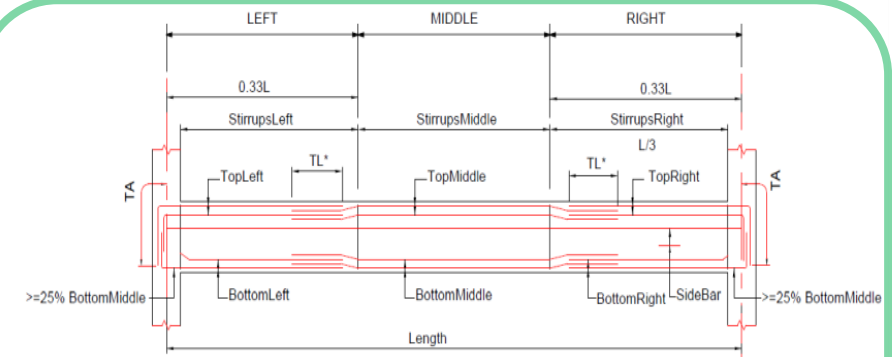 LEFT
MIDDLE
RIGHT
0.33L
0.33L
StirrupsLeft
StirrupsMiddle
StirrupsRight
L/3
TL*
TL*
TopLeft
TopMiddle
TopRight
TA
TA
>=25% BottomMiddle
BottomLeft
BottomMiddle
BottomRight
SideBar
>=25% BottomMiddle
Length